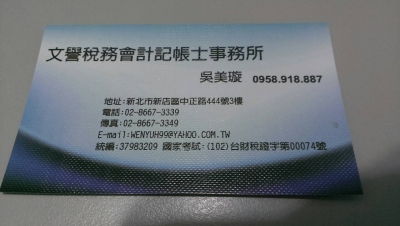 文譽稅務會計記帳士事務所
吳美璇 0958.918.887
地址:新北市新店區中正路444號3樓
電話:02-8667-3339
傳真:02-8667-3349
E-mail:WENYUH99@YAHOO.COM.TW
統編:37983209 國家考試:(102)台財稅證字第00074號